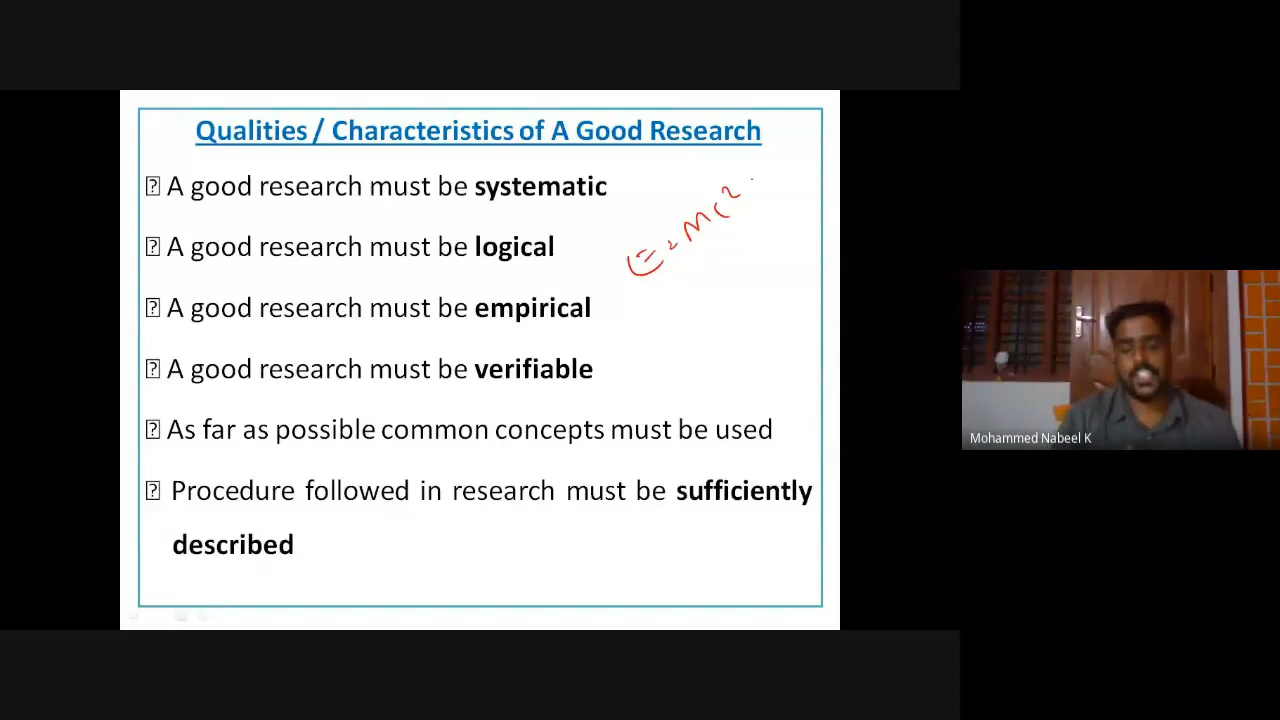 Qualities / Characteristics of A Good Research
A good research must be systematic
A good research must be logical
E=Mc2
A good research must be empirical
A good research must be verifiable
As far as possible common concepts must be used
Procedure followed in research must be sufficiently
described
Mohammed Nabeel K